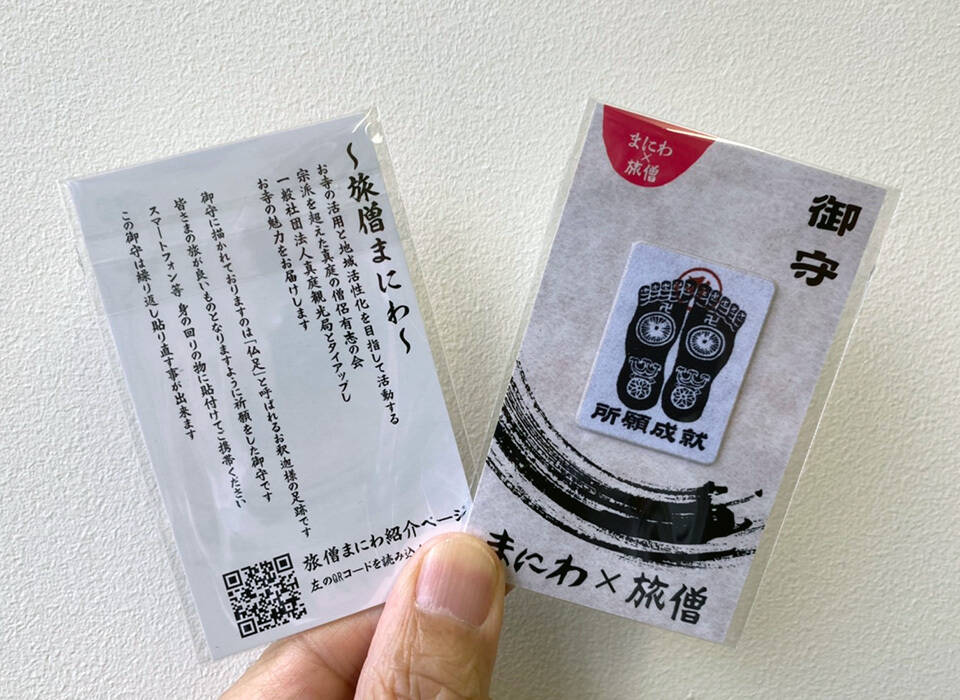 〜旅僧まにわ〜
お寺の活用と地域活性化を目指して活動する
宗派を超えた真庭の僧侶有志の会
一般社団法人真庭観光局とタイアップし
お寺の魅力をお届けします
御守に描かれておりますのは「仏足」と呼ばれるお釈迦様の足跡です
皆さまの旅が良いものとなりますように祈願をした御守です
スマートフォン等 身の回りの物に貼付けてご携帯ください
この御守は繰り返し貼り直す事が出来ます
旅僧まにわ紹介ページ
左のQRコードを読み込
まにわ
×
旅僧
御守
所願成就
まにわ×旅僧